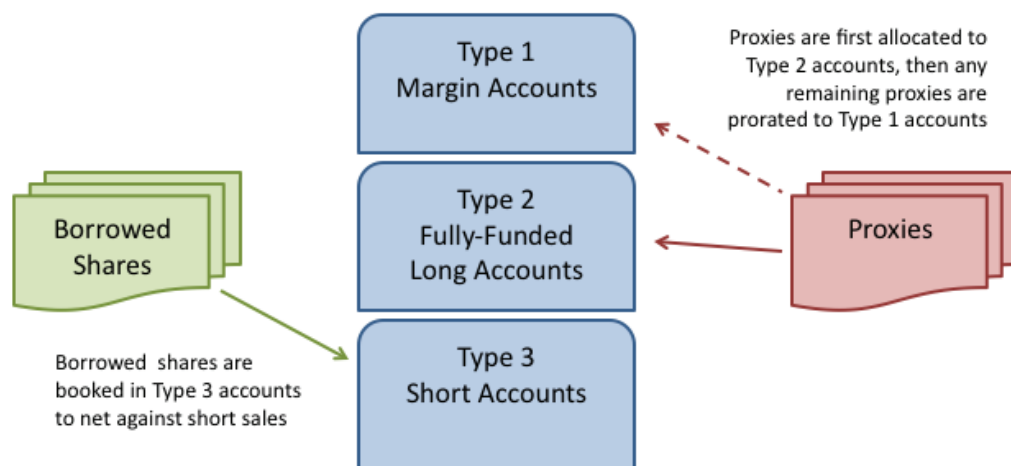 Type 1
Margin Accounts
Proxies are first allocated to
Type 2 accounts, then any
remaining proxies are
prorated to Type 1 accounts
Borrowed
Shares
Type 2
Fully-Funded
Long Accounts
Proxies
Borrowed  shares are
booked in Type 3 accounts
to net against short sales
Type 3
Short Accounts